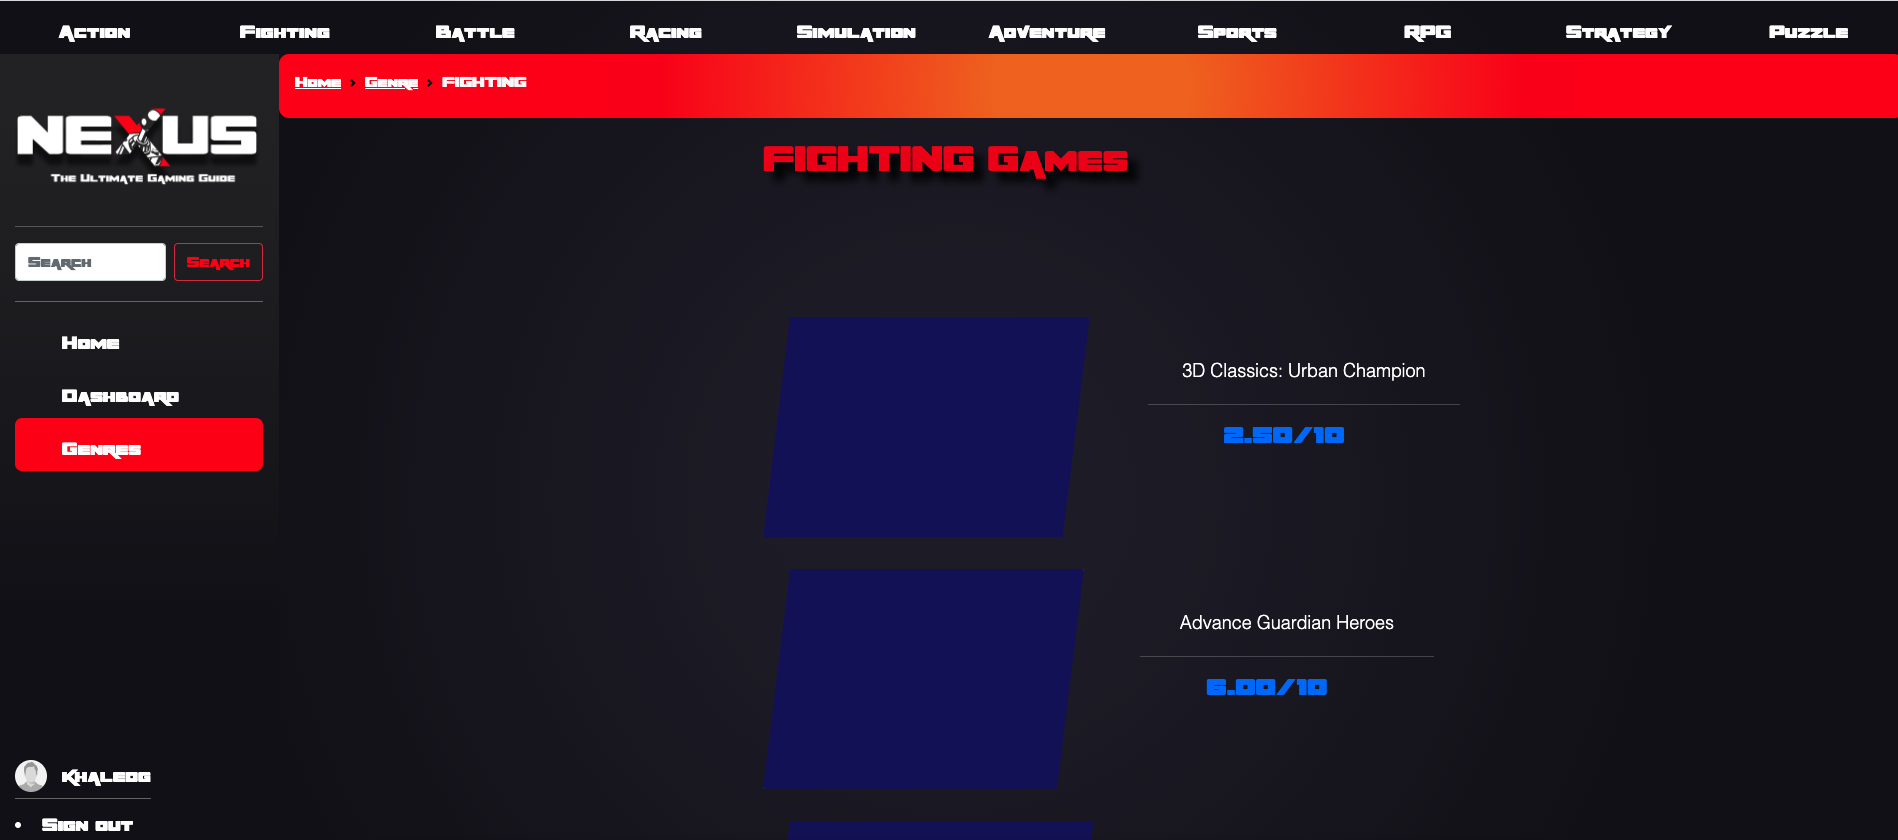 Action Fighting Battle Racing Simulation Adventure Sports RPG Strategy Puzzle
Home > Genre > FIGHTING
NEXUS
The Ultimate Gaming Guide
Search Search
Home
Dashboard
Genres
Khaledg
• Sign out
FIGHTING Games
3D Classics: Urban Champion
2.50/10
Advance Guardian Heroes
6.00/10